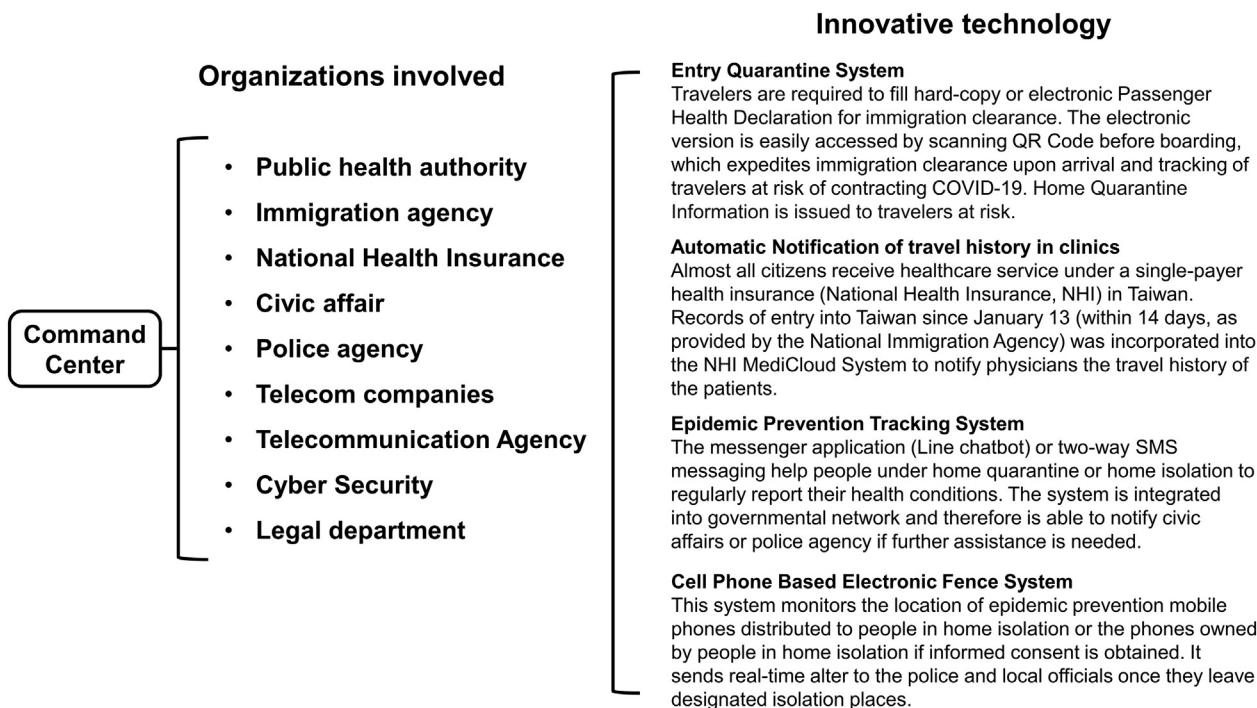 Innovative technology
Organizations involved
Command
Center
• Public health authority
• Immigration agency
• National Health Insurance
• Civic affair
• Police agency
• Telecom companies
• Telecommunication Agency
• Cyber Security
• Legal department
Entry Quarantine System
Travelers are required to fill hard-copy or electronic Passenger
Health Declaration for immigration clearance. The electronic
version is easily accessed by scanning QR Code before boarding,
which expedites immigration clearance upon arrival and tracking of
travelers at risk of contracting COVID-19. Home Quarantine
Information is issued to travelers at risk.
Automatic Notification of travel history in clinics
Almost all citizens receive healthcare service under a single-payer
health insurance (National Health Insurance, NHI) in Taiwan.
Records of entry into Taiwan since January 13 (within 14 days, as
provided by the National Immigration Agency) was incorporated into
the NHI MediCloud System to notify physicians the travel history of
the patients.
Epidemic Prevention Tracking System
The messenger application (Line chatbot) or two-way SMS
messaging help people under home quarantine or home isolation to
regularly report their health conditions. The system is integrated
into governmental network and therefore is able to notify civic
affairs or police agency if further assistance is needed.
Cell Phone Based Electronic Fence System
This system monitors the location of epidemic prevention mobile
phones distributed to people in home isolation or the phones owned
by people in home isolation if informed consent is obtained. It
sends real-time alter to the police and local officials once they leave
designated isolation places.